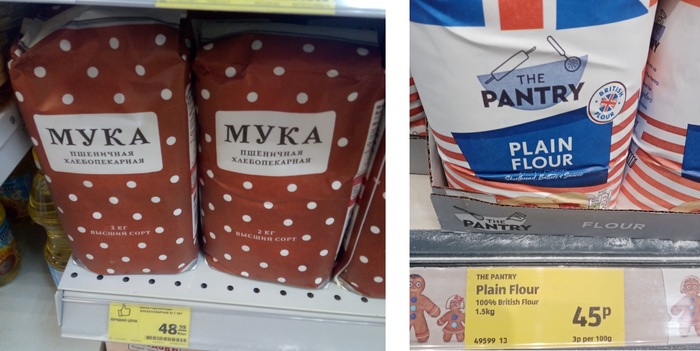 МУКА
ПШЕНИЧНАЯ
ХЛЕБОПЕКАРНАЯ
2 КГ
ВЫСШИЙ СОРТ
МУКА
ПШЕНИЧНАЯ
ХЛЕБОПЕКАРНАЯ
2 КГ
ВЫСШИЙ СОРТ
48
THE
PANTRY
BRITISH
FLOUR
PLAIN
FLOUR
THE
PANTRY
FLOUR
THE PANTRY
Plain Flour
100% British Flour
1.5kg
45p
49599 13
3p per 100g